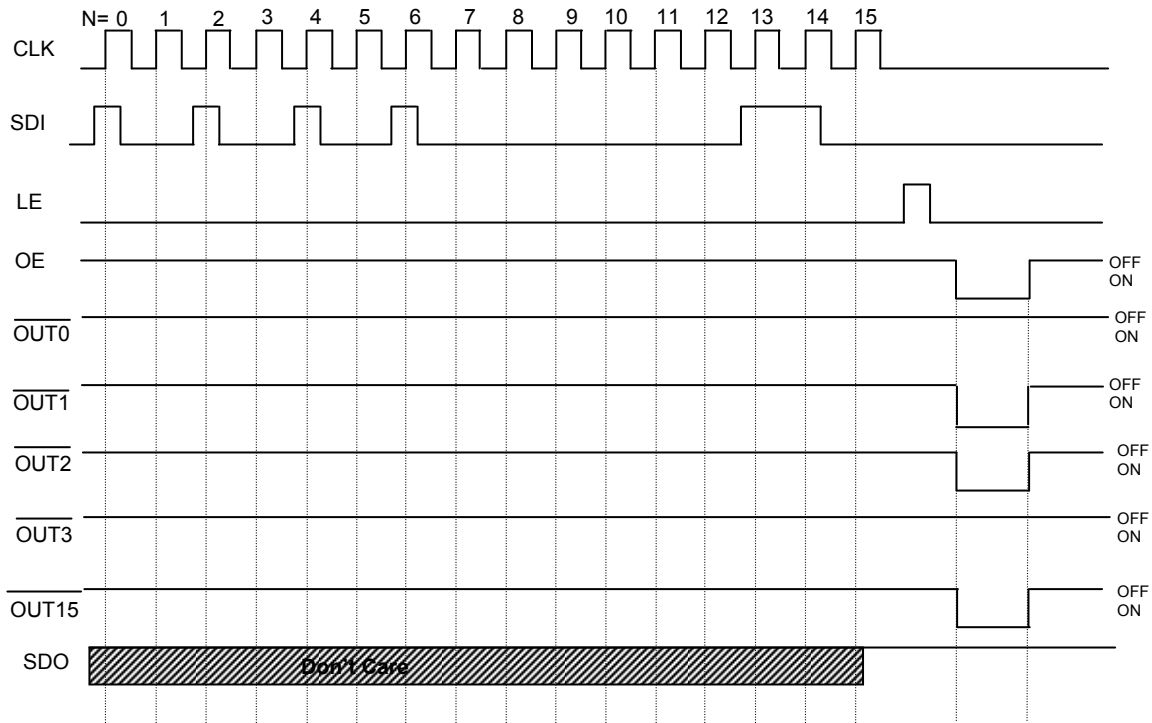 N= 0 1 2 3 4 5 6 7 8 9 10 11 12 13 14 15
CLK
SDI
LE
OE
OFF
ON
OUT0
OFF
ON
OUT1
OFF
ON
OUT2
OFF
ON
OUT3
OFF
ON
OUT15
OFF
ON
SDO
Don't Care